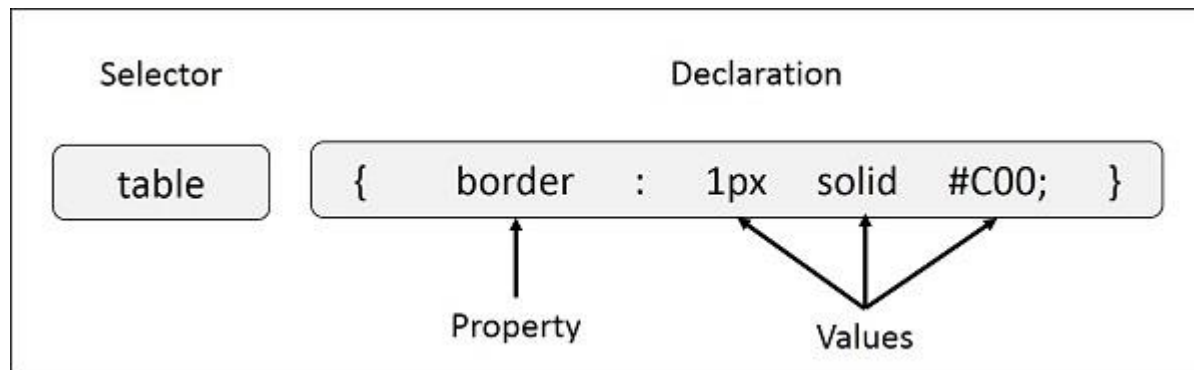 Selector Declaration
table { border : 1px solid #C00; }
Property Values